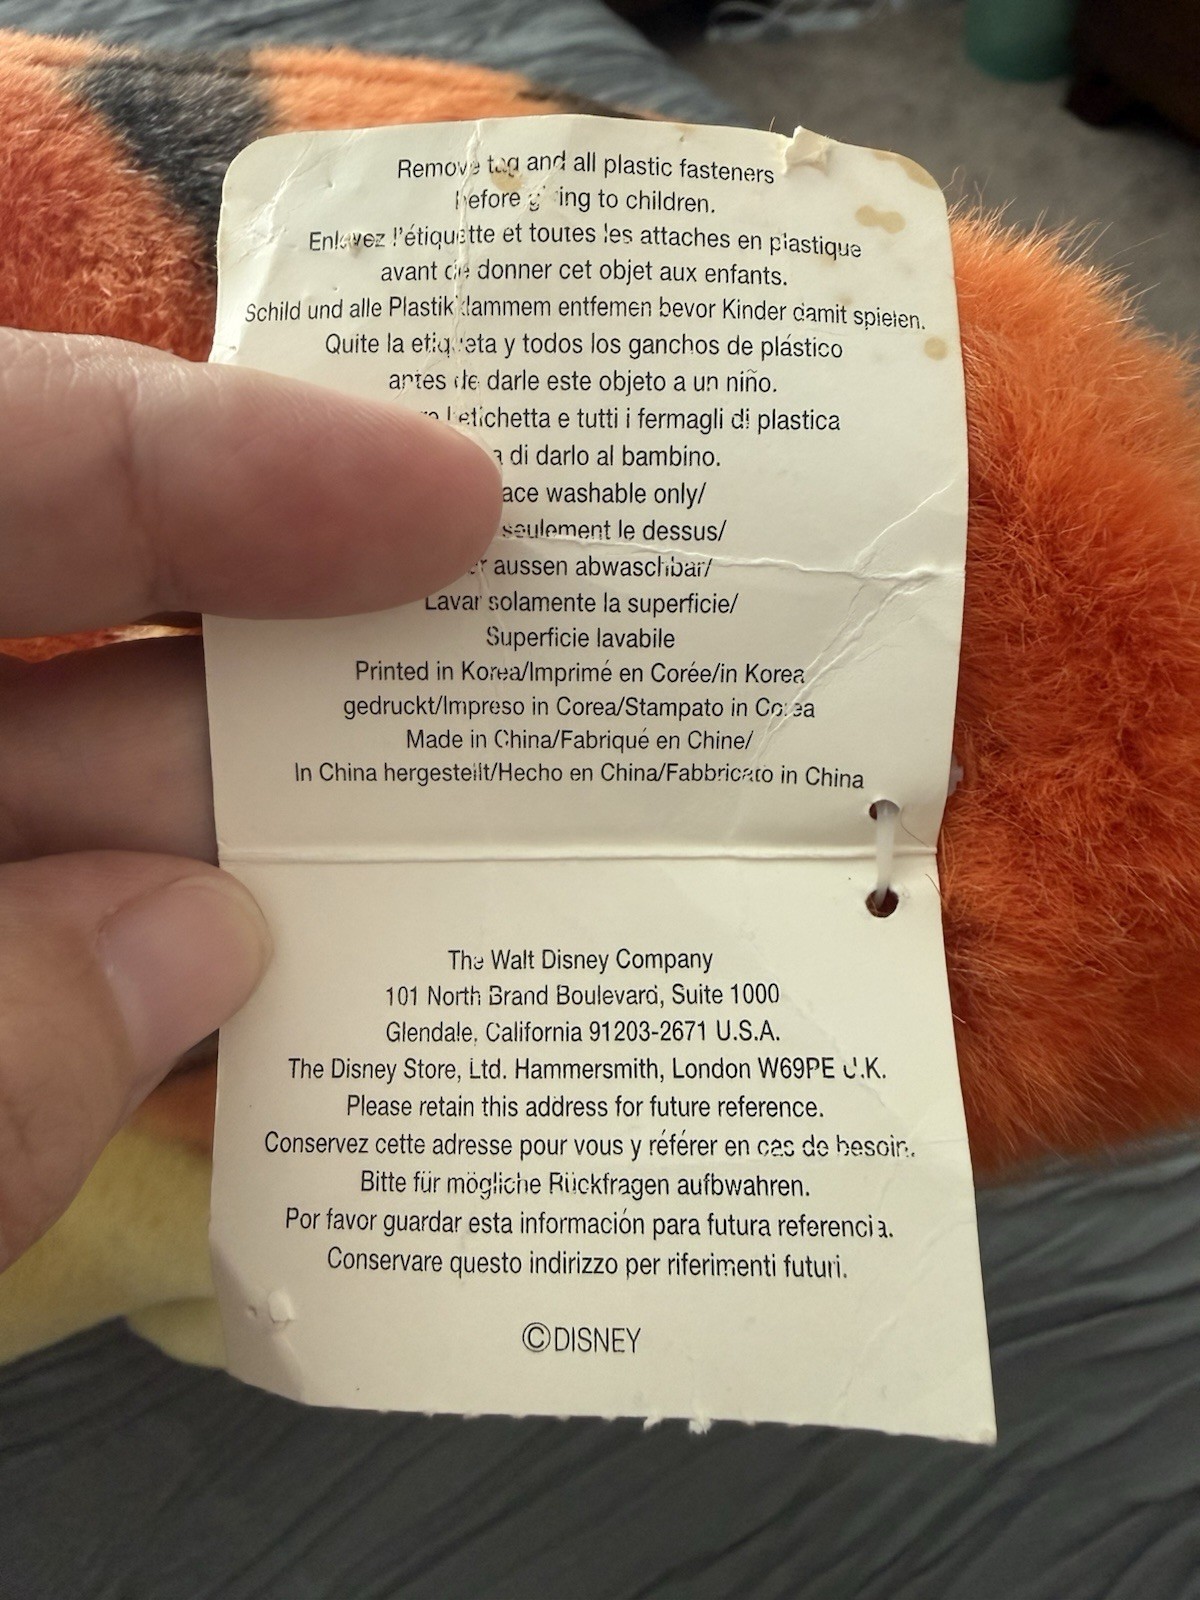 Remove tag and all plastic fasteners
before giving to children.
Enlevez l'étiquette et toutes les attaches en plastique
avant de donner cet objet aux enfants.
Schild und alle Plastikklammem entfemen bevor Kinder damit spielen.
Quite la etiqueta y todos los ganchos de plástico
antes de darle este objeto a un niño.
l'etichetta e tutti i fermagli di plastica
di darlo al bambino.
washable only/
seulement le dessus/
aussen abwaschbar/
Lavar solamente la superficie/
Superficie lavabile
Printed in Korea/Imprimé en Corée/in Korea
gedruckt/Impreso in Corea/Stampato in Corea
Made in China/Fabriqué en Chine/
In China hergestellt/Hecho en China/Fabbricato in China
The Walt Disney Company
101 North Brand Boulevard, Suite 1000
Glendale, California 91203-2671 U.S.A.
The Disney Store, Ltd. Hammersmith, London W69PE U.K.
Please retain this address for future reference.
Conservez cette adresse pour vous y référer en cas de besoin.
Bitte für mögliche Rückfragen aufbwahren.
Por favor guardar esta información para futura referencia.
Conservare questo indirizzo per riferimenti futuri.
©DISNEY